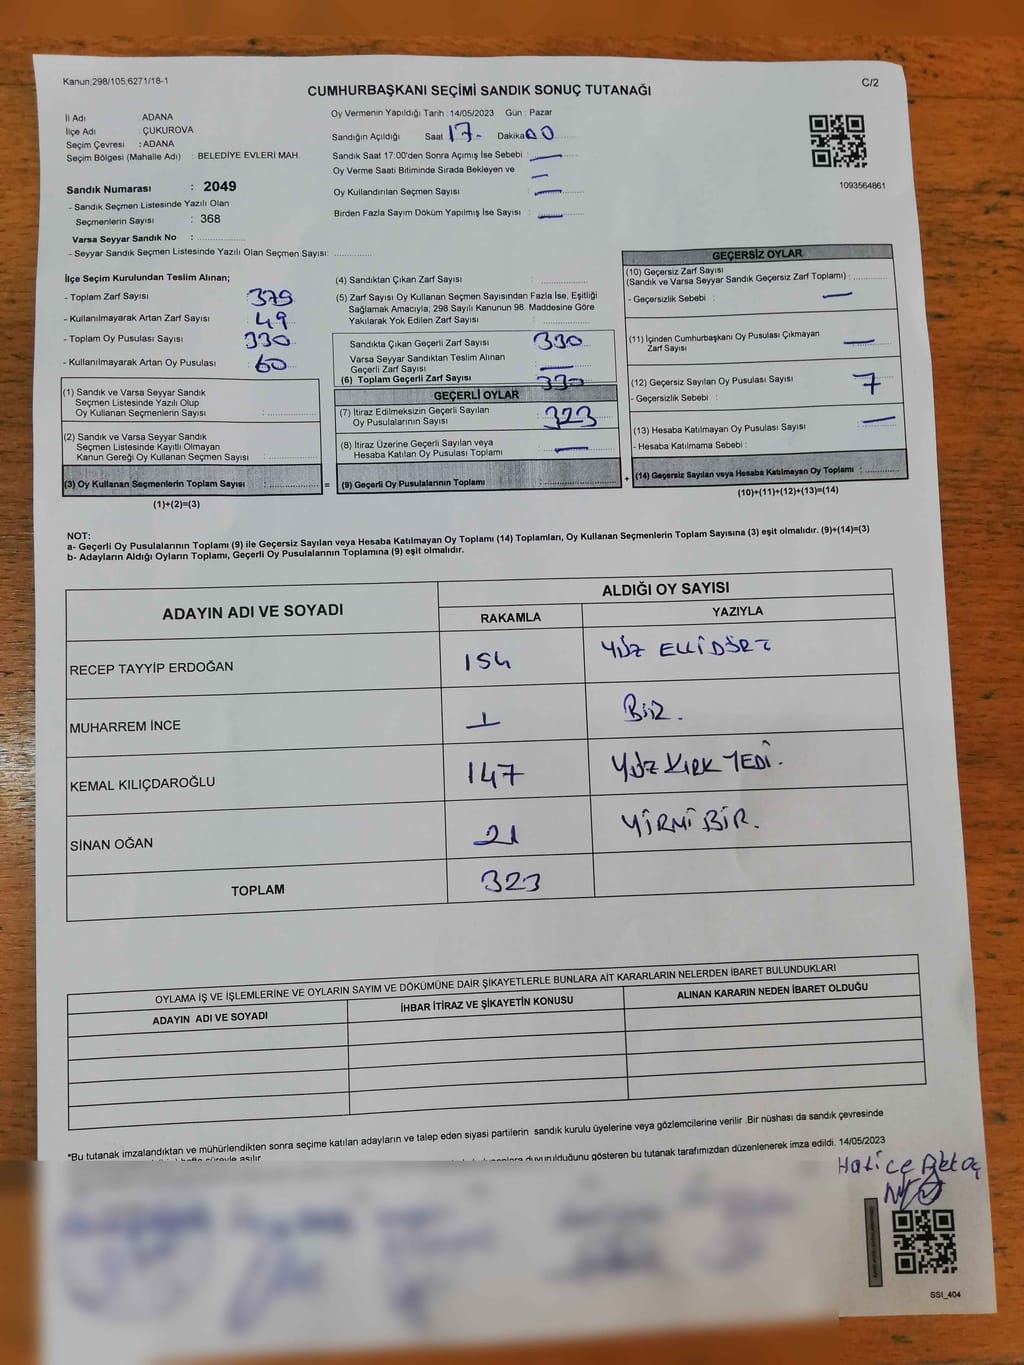 Kanun;298/105;6271/18-1
C/2
CUMHURBAŞKANI SEÇİMİ SANDIK SONUÇ TUTANAĞI
İl Adı ADANA
İlçe Adı : ÇUKUROVA
Seçim Çevresi : ADANA
Seçim Bölgesi (Mahalle Adı) : BELEDİYE EVLERİ MAH.
Sandık Numarası : 2049
- Sandık Seçmen Listesinde Yazılı Olan
Seçmenlerin Sayısı : 368
Varsa Seyyar Sandık No :
- Seyyar Sandık Seçmen Listesinde Yazılı Olan Seçmen Sayısı:
Oy Vermenin Yapıldığı Tarih : 14/05/2023 Gün : Pazar
Sandığın Açıldığı Saat 17- Dakika 00
Sandık Saat 17:00'den Sonra Açımış İse Sebebi : —
Oy Verme Saati Bitiminde Sırada Bekleyen ve —
Oy Kullandırılan Seçmen Sayısı : —
Birden Fazla Sayım Döküm Yapılmış İse Sayısı : —
1093564861
İlçe Seçim Kurulundan Teslim Alınan;
- Toplam Zarf Sayısı 379
- Kullanılmayarak Artan Zarf Sayısı : 49
- Toplam Oy Pusulası Sayısı : 330
- Kullanılmayarak Artan Oy Pusulası : 60
(1) Sandık ve Varsa Seyyar Sandık
Seçmen Listesinde Yazılı Olup
Oy Kullanan Seçmenlerin Sayısı :
(2) Sandık ve Varsa Seyyar Sandık
Seçmen Listesinde Kayıtlı Olmayan
Kanun Gereği Oy Kullanan Seçmen Sayısı :
(3) Oy Kullanan Seçmenlerin Toplam Sayısı :
=
(1)+(2)=(3)
(4) Sandıktan Çıkan Zarf Sayısı :
(5) Zarf Sayısı Oy Kullanan Seçmen Sayısından Fazla İse, Eşitliği
Sağlamak Amacıyla; 298 Sayılı Kanunun 98. Maddesine Göre
Yakılarak Yok Edilen Zarf Sayısı :
Sandıkta Çıkan Geçerli Zarf Sayısı : 330
Varsa Seyyar Sandıktan Teslim Alınan
Geçerli Zarf Sayısı : —
(6) Toplam Geçerli Zarf Sayısı : 330
GEÇERLİ OYLAR
(7) İtiraz Edilmeksizin Geçerli Sayılan
Oy Pusulalarının Sayısı : 323
(8) İtiraz Üzerine Geçerli Sayılan veya
Hesaba Katılan Oy Pusulası Toplamı : —
(9) Geçerli Oy Pusulalarının Toplamı :
+
GEÇERSİZ OYLAR
(10) Geçersiz Zarf Sayısı
(Sandık ve Varsa Seyyar Sandık Geçersiz Zarf Toplamı) :
- Geçersizlik Sebebi : —
(11) İçinden Cumhurbaşkanı Oy Pusulası Çıkmayan
Zarf Sayısı : —
(12) Geçersiz Sayılan Oy Pusulası Sayısı : 7
- Geçersizlik Sebebi :
(13) Hesaba Katılmayan Oy Pusulası Sayısı : —
- Hesaba Katılmama Sebebi :
(14) Geçersiz Sayılan veya Hesaba Katılmayan Oy Toplamı :
(10)+(11)+(12)+(13)=(14)
NOT:
a- Geçerli Oy Pusulalarının Toplamı (9) ile Geçersiz Sayılan veya Hesaba Katılmayan Oy Toplamı (14) Toplamları, Oy Kullanan Seçmenlerin Toplam Sayısına (3) eşit olmalıdır. (9)+(14)=(3)
b- Adayların Aldığı Oyların Toplamı, Geçerli Oy Pusulalarının Toplamına (9) eşit olmalıdır.
ADAYIN ADI VE SOYADI ALDIĞI OY SAYISI
RAKAMLA YAZIYLA
RECEP TAYYİP ERDOĞAN 154 YÜZ ELLİ DÖRT
MUHARREM İNCE 1 BİR.
KEMAL KILIÇDAROĞLU 147 YÜZ KIRK YEDİ.
SİNAN OĞAN 21 YİRMİ BİR.
TOPLAM 323
OYLAMA İŞ VE İŞLEMLERİNE VE OYLARIN SAYIM VE DÖKÜMÜNE DAİR ŞİKAYETLERLE BUNLARA AİT KARARLARIN NELERDEN İBARET BULUNDUKLARI
ADAYIN ADI VE SOYADI İHBAR İTİRAZ VE ŞİKAYETİN KONUSU ALINAN KARARIN NEDEN İBARET OLDUĞU
*Bu tutanak imzalandıktan ve mühürlendikten sonra seçime katılan adayların ve talep eden siyasi partilerin sandık kurulu üyelerine veya gözlemcilerine verilir .Bir nüshası da sandık çevresinde
duyurulduğunu gösteren bu tutanak tarafımızdan düzenlenerek imza edildi. 14/05/2023
Hatice
SSI_404